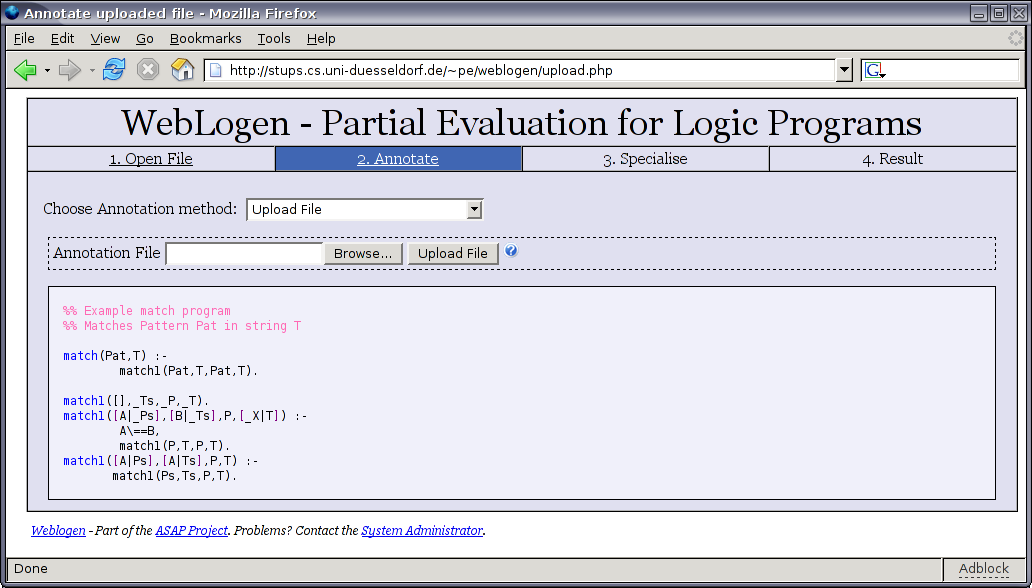 Annotate uploaded file - Mozilla Firefox
File Edit View Go Bookmarks Tools Help
http://stups.cs.uni-duesseldorf.de/~pe/weblogen/upload.php
G
WebLogen - Partial Evaluation for Logic Programs
1. Open File 2. Annotate 3. Specialise 4. Result
Choose Annotation method: Upload File
Annotation File Browse... Upload File ?
%% Example match program
%% Matches Pattern Pat in string T
match(Pat,T) :-
match1(Pat,T,Pat,T).
match1([],_Ts,_P,_T).
match1([A|_Ps],[B|_Ts],P,[_X|T]) :-
A\==B,
match1(P,T,P,T).
match1([A|Ps],[A|Ts],P,T) :-
match1(Ps,Ts,P,T).
Weblogen - Part of the ASAP Project. Problems? Contact the System Administrator.
Done Adblock